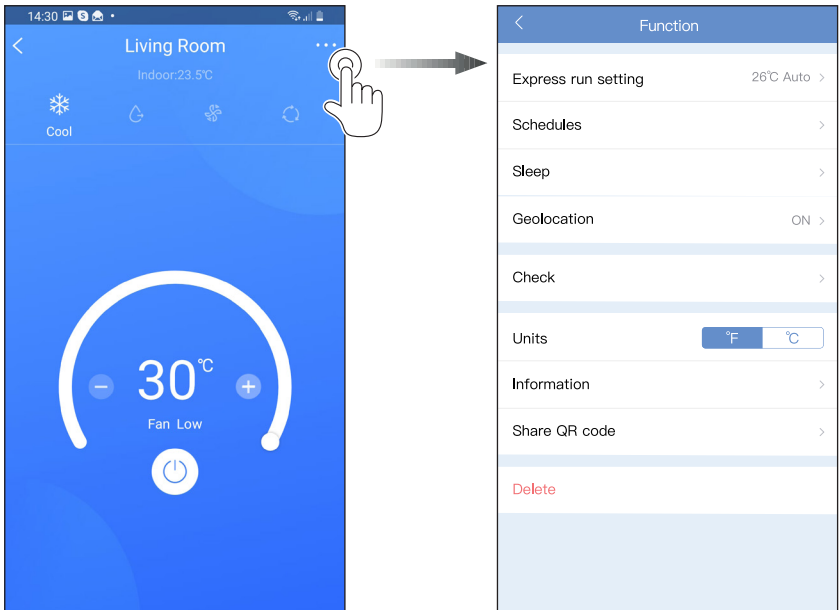 14:30
Living Room
Indoor:23.5℃
Cool
30℃
Fan Low
Function
Express run setting 26℃ Auto
Schedules
Sleep
Geolocation ON
Check
Units ℉ ℃
Information
Share QR code
Delete